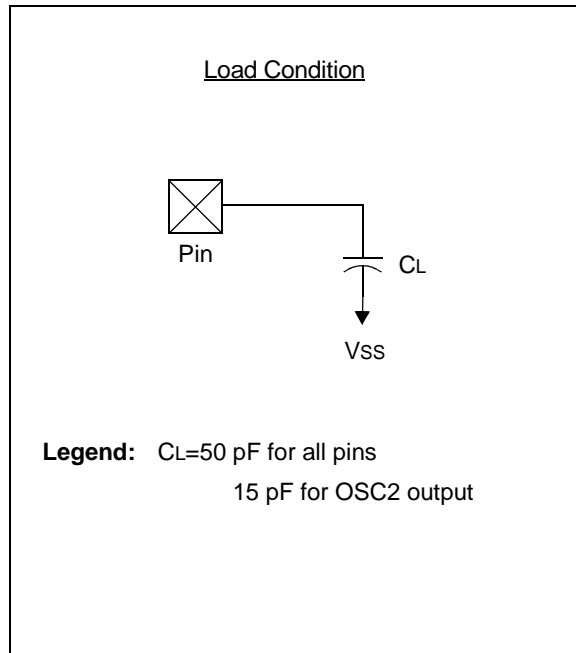 Load Condition
Pin
CL
VSS
Legend: CL=50 pF for all pins
15 pF for OSC2 output